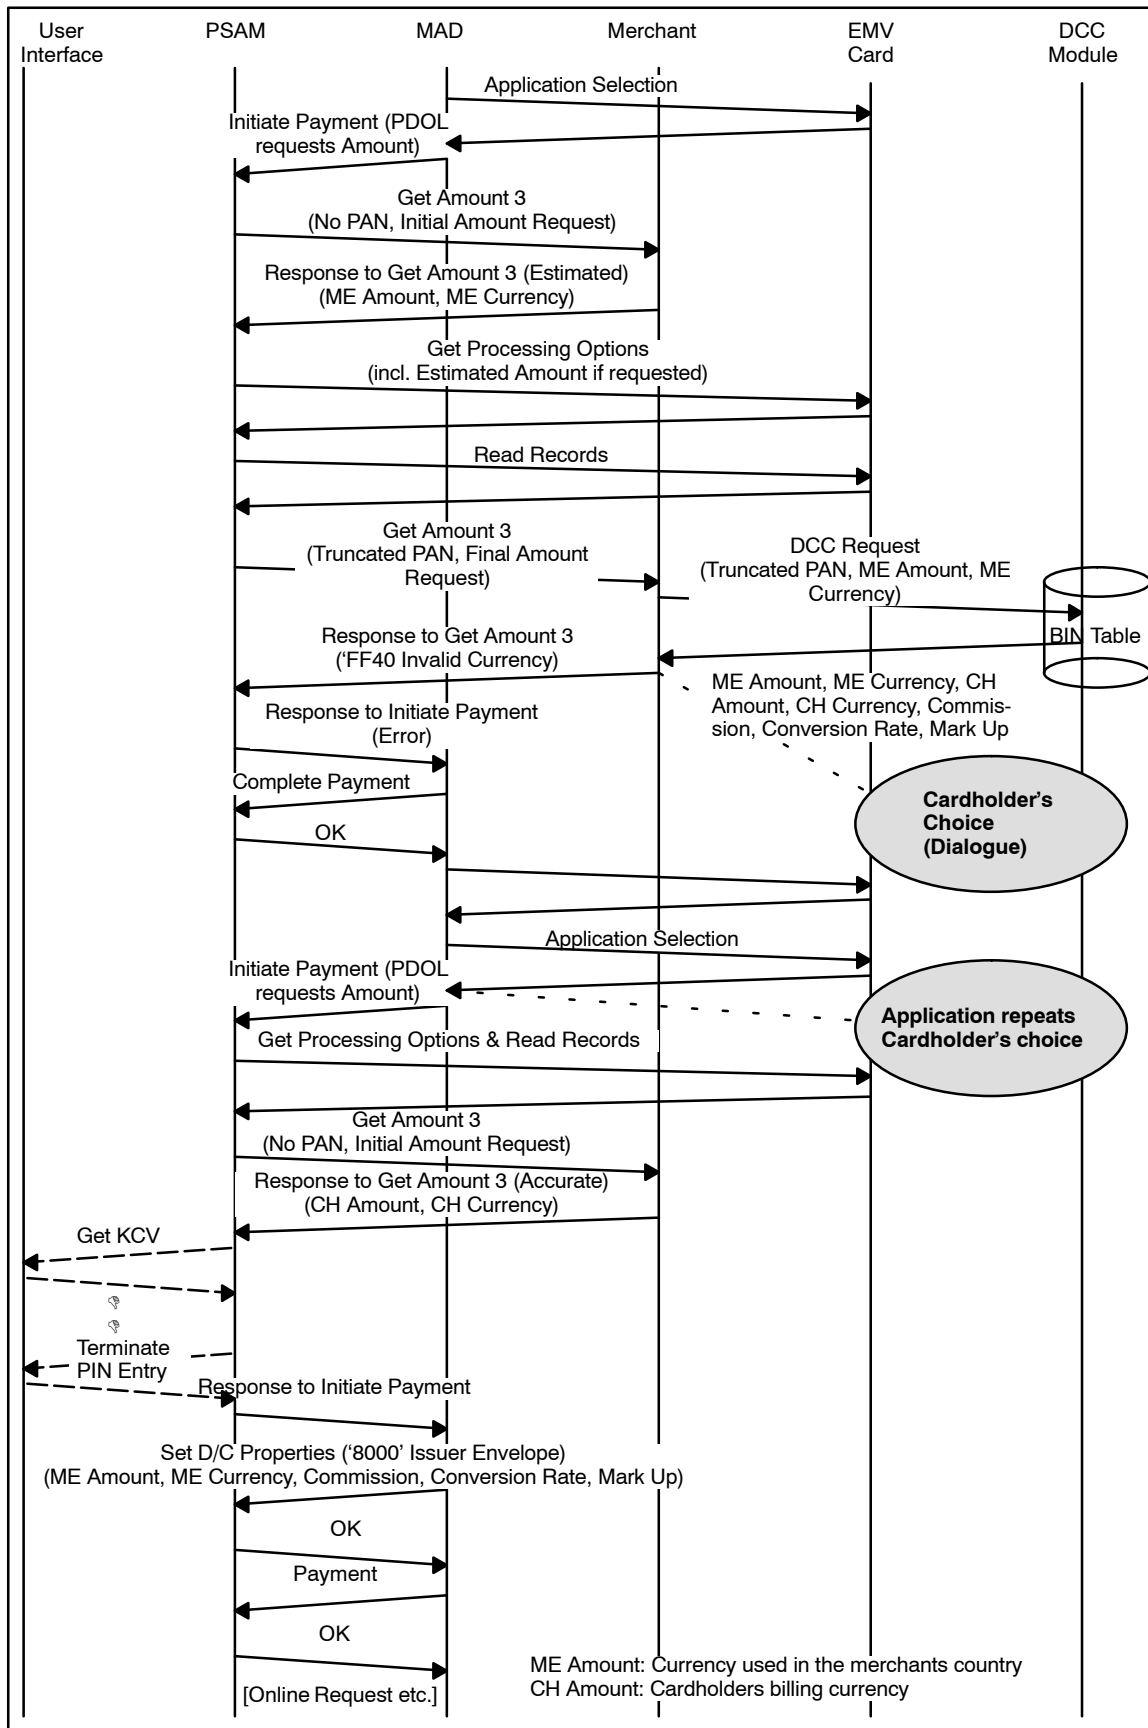 User
Interface
PSAM
MAD
Merchant
EMV
Card
DCC
Module
Application Selection
Initiate Payment (PDOL
requests Amount)
Get Amount 3
(No PAN, Initial Amount Request)
Response to Get Amount 3 (Estimated)
(ME Amount, ME Currency)
Get Processing Options
(incl. Estimated Amount if requested)
Read Records
Get Amount 3
(Truncated PAN, Final Amount
Request)
DCC Request
(Truncated PAN, ME Amount, ME
Currency)
BIN Table
Response to Get Amount 3
(‘FF40 Invalid Currency)
ME Amount, ME Currency, CH
Amount, CH Currency, Commis-
sion, Conversion Rate, Mark Up
Response to Initiate Payment
(Error)
Complete Payment
Cardholder’s
Choice
(Dialogue)
OK
Application Selection
Initiate Payment (PDOL
requests Amount)
Application repeats
Cardholder’s choice
Get Processing Options & Read Records
Get Amount 3
(No PAN, Initial Amount Request)
Response to Get Amount 3 (Accurate)
(CH Amount, CH Currency)
Get KCV
Terminate
PIN Entry
Response to Initiate Payment
Set D/C Properties (‘8000’ Issuer Envelope)
(ME Amount, ME Currency, Commission, Conversion Rate, Mark Up)
OK
Payment
OK
ME Amount: Currency used in the merchants country
CH Amount: Cardholders billing currency
[Online Request etc.]